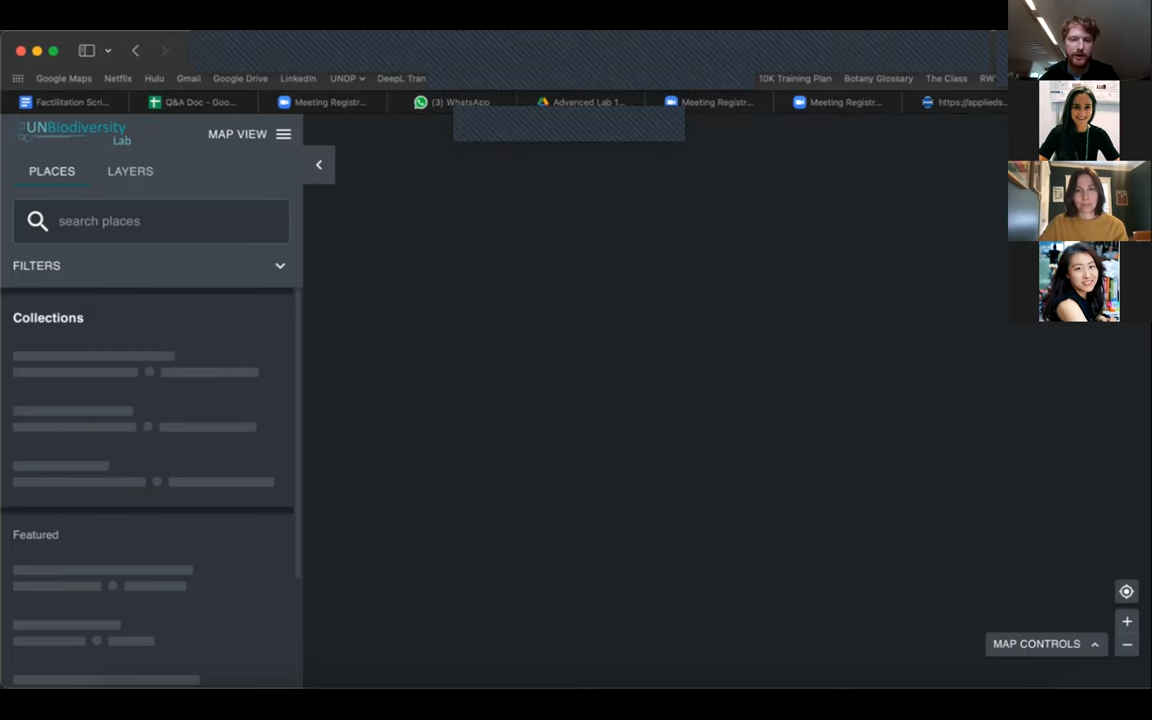 Google Maps Netflix Hulu Gmail Google Drive LinkedIn UNDP DeepL Tran 10K Training Plan Botany Glossary The Class RW
Factilitation Scri... Q&A Doc - Goo... Meeting Registr... (3) WhatsApp Advanced Lab 1... Meeting Registr... Meeting Registr... https://applieds...
UNBiodiversity
Lab
MAP VIEW
PLACES LAYERS
search places
FILTERS
Collections
Featured
MAP CONTROLS